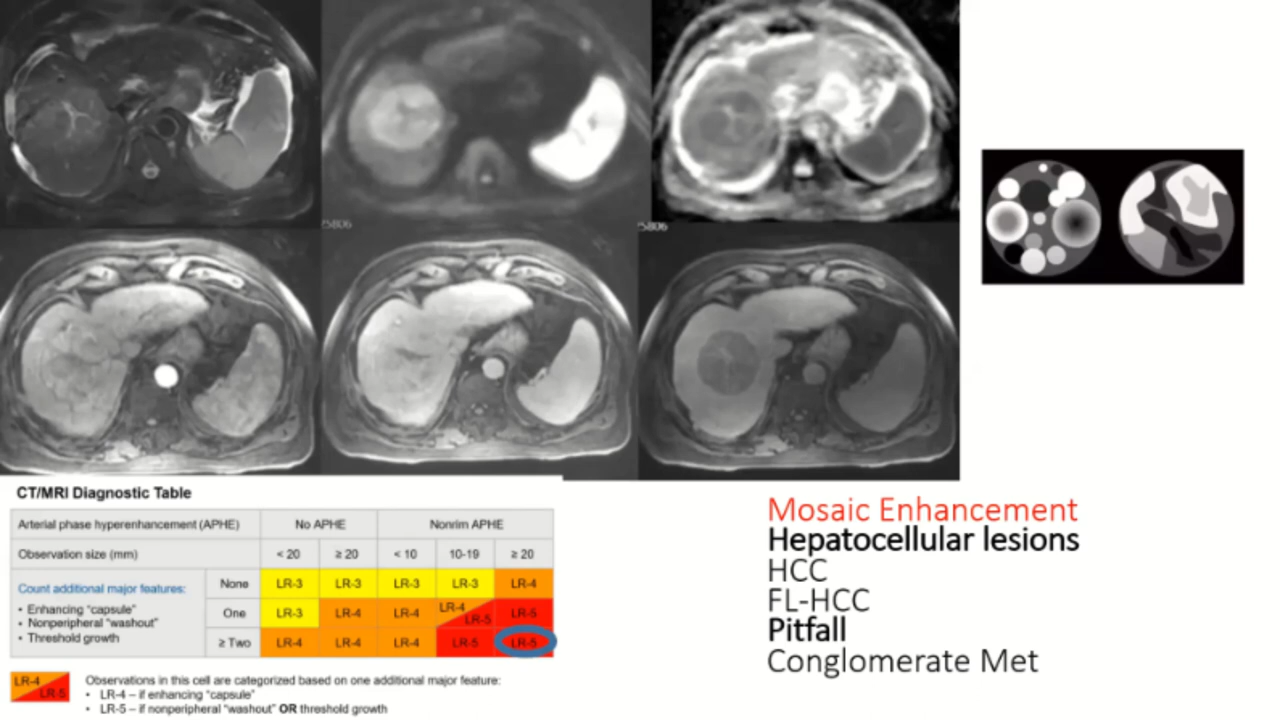 5806
5806
CT/MRI Diagnostic Table
Arterial phase hyperenhancement (APHE) No APHE Nonrim APHE
Observation size (mm) < 20 ≥ 20 < 10 10-19 ≥ 20
Count additional major features:
• Enhancing “capsule”
• Nonperipheral “washout”
• Threshold growth
None LR-3 LR-3 LR-3 LR-3 LR-4
One LR-3 LR-4 LR-4 LR-4 LR-5 LR-5
≥ Two LR-4 LR-4 LR-4 LR-5 LR-5
LR-4 LR-5
Observations in this cell are categorized based on one additional major feature:
• LR-4 – if enhancing “capsule”
• LR-5 – if nonperipheral “washout” OR threshold growth
Mosaic Enhancement
Hepatocellular lesions
HCC
FL-HCC
Pitfall
Conglomerate Met